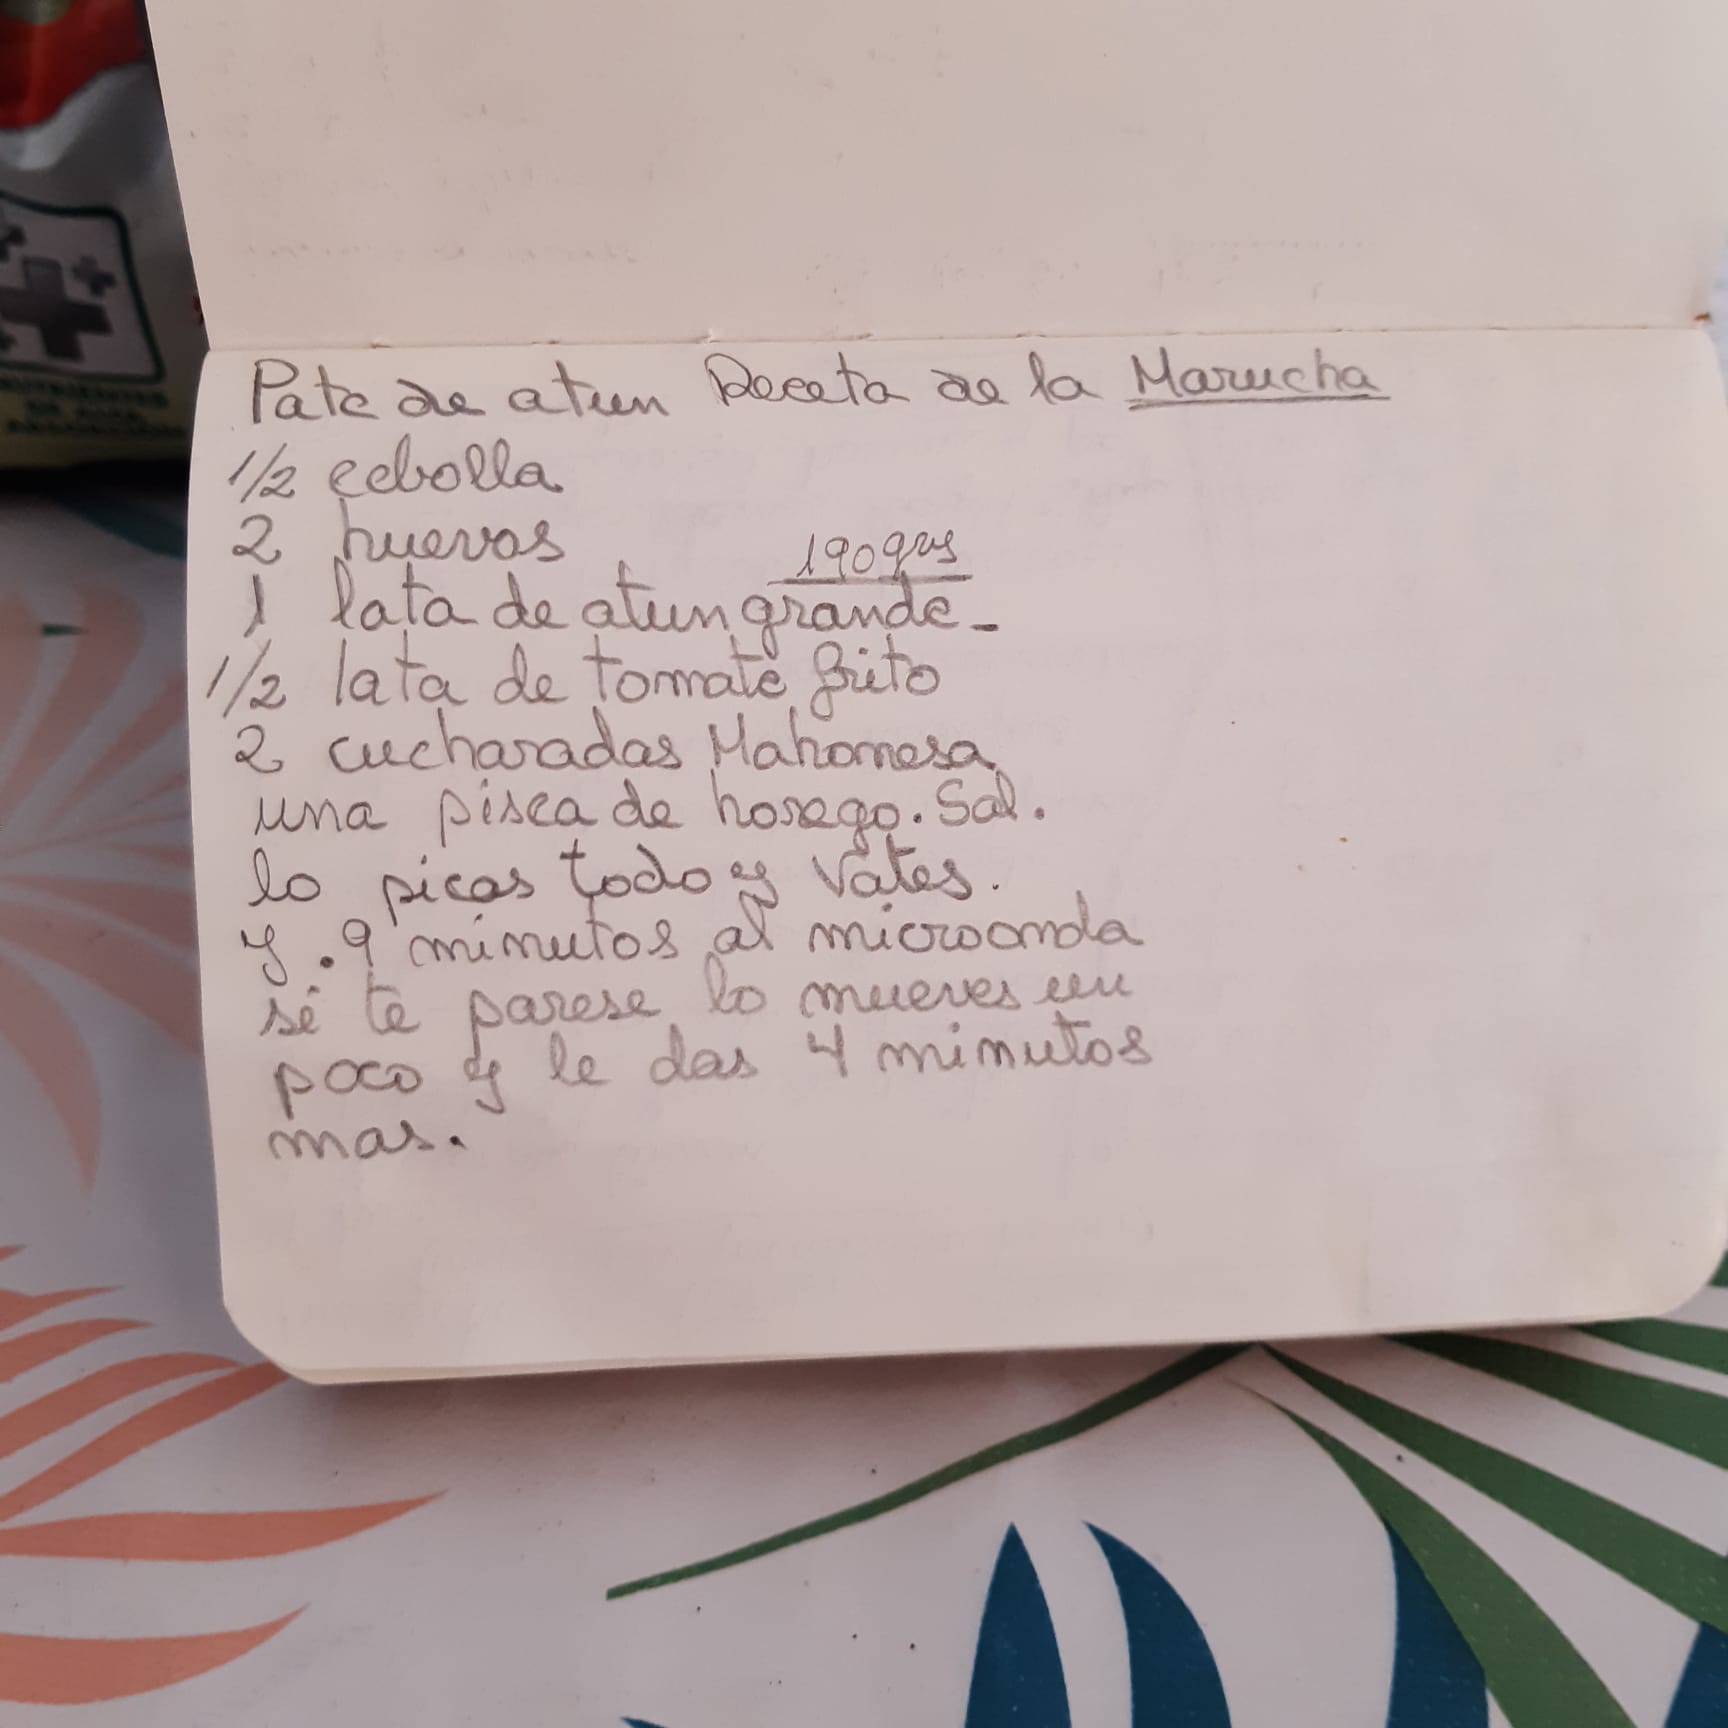 Pate de atun Receta de la Marucha
1/2 cebolla
2 huevos
190 grs
1 lata de atun grande -
1/2 lata de tomate frito
2 cucharadas Mahonesa
una pisca de horego. Sal.
lo picas todo y Vates.
y. 9 minutos al microonda
si te parese lo mueves un
poco y le das 4 minutos
mas.